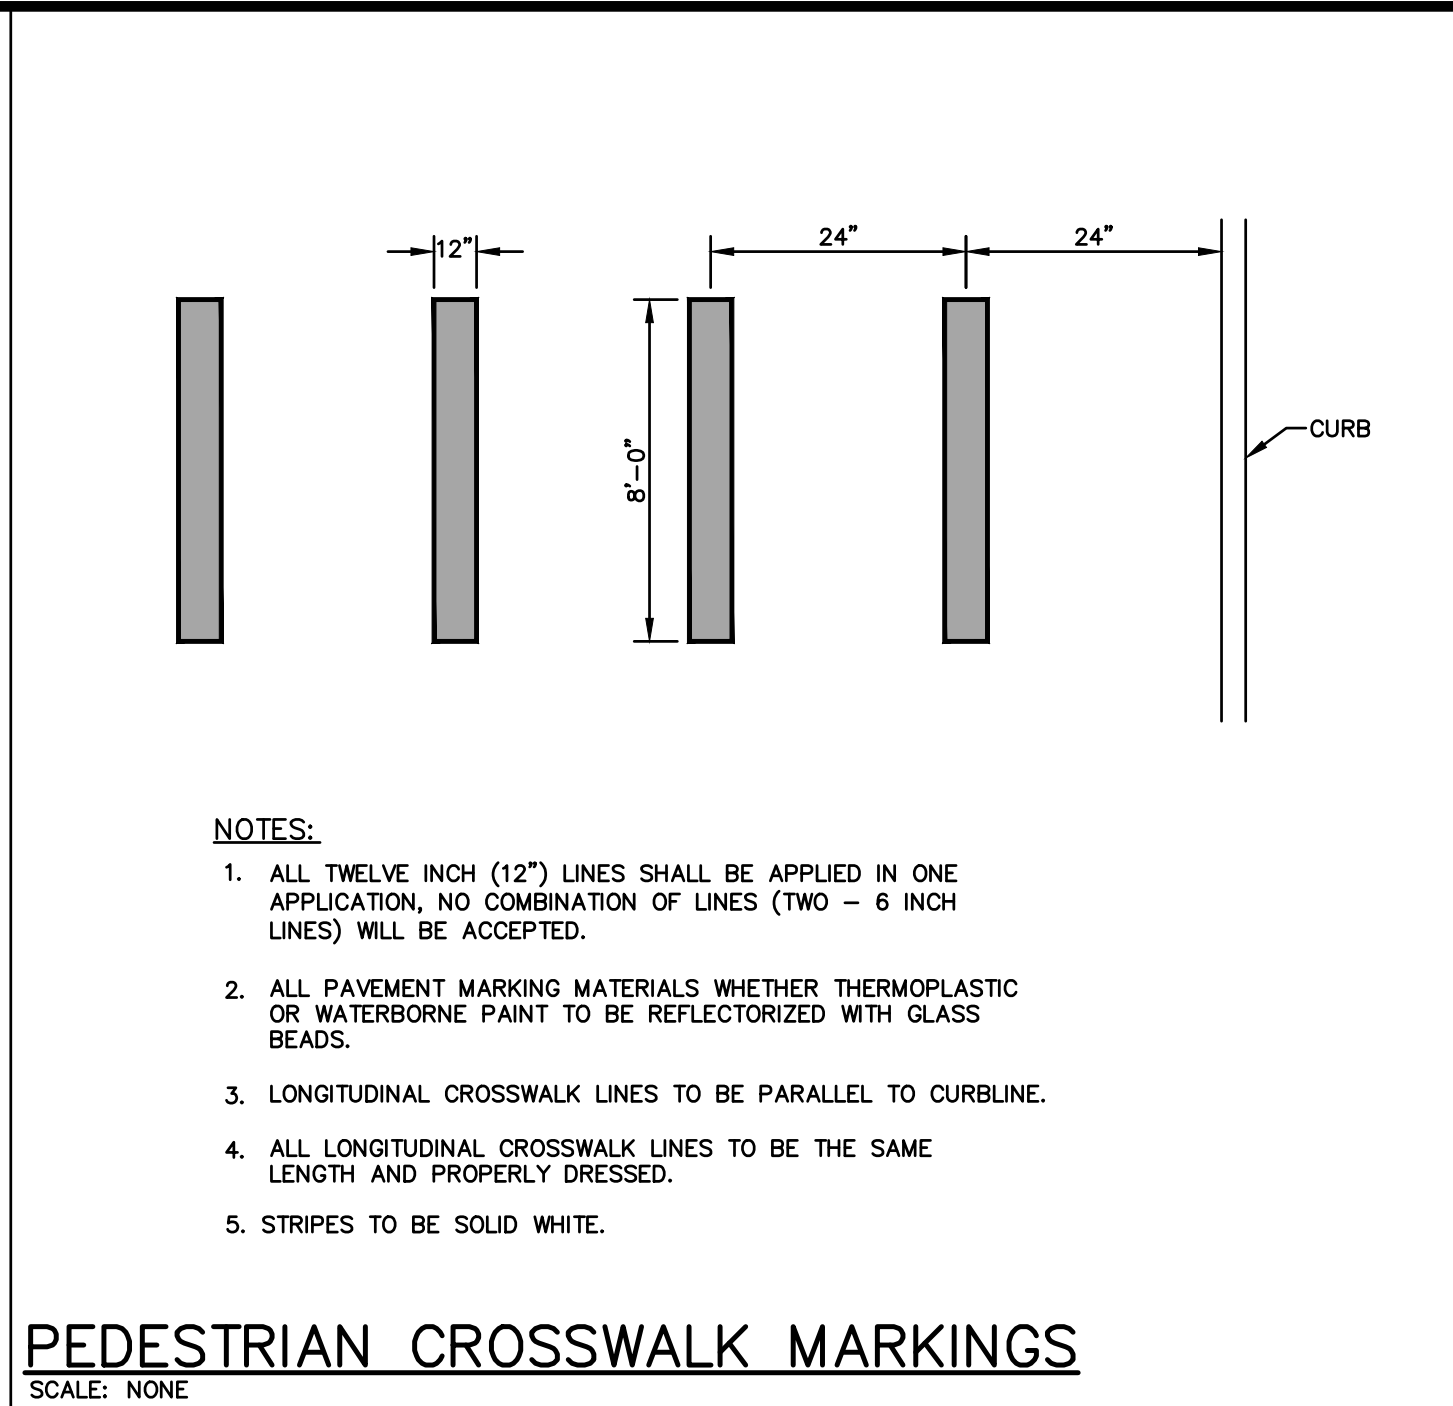 12”
24”
24”
8’–0”
CURB
NOTES:
1. ALL TWELVE INCH (12”) LINES SHALL BE APPLIED IN ONE
APPLICATION, NO COMBINATION OF LINES (TWO – 6 INCH
LINES) WILL BE ACCEPTED.
2. ALL PAVEMENT MARKING MATERIALS WHETHER THERMOPLASTIC
OR WATERBORNE PAINT TO BE REFLECTORIZED WITH GLASS
BEADS.
3. LONGITUDINAL CROSSWALK LINES TO BE PARALLEL TO CURBLINE.
4. ALL LONGITUDINAL CROSSWALK LINES TO BE THE SAME
LENGTH AND PROPERLY DRESSED.
5. STRIPES TO BE SOLID WHITE.
PEDESTRIAN CROSSWALK MARKINGS
SCALE: NONE